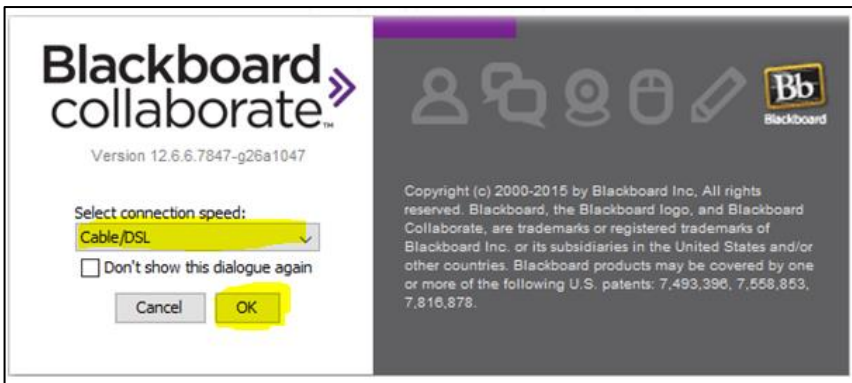 Blackboard
collaborate™
Version 12.6.6.7847-g26a1047
Select connection speed:
Cable/DSL
Don't show this dialogue again
Cancel OK
Bb
Blackboard
Copyright (c) 2000-2015 by Blackboard Inc, All rights
reserved. Blackboard, the Blackboard logo, and Blackboard
Collaborate, are trademarks or registered trademarks of
Blackboard Inc. or its subsidiaries in the United States and/or
other countries. Blackboard products may be covered by one
or more of the following U.S. patents: 7,493,396, 7,558,853,
7,816,878.